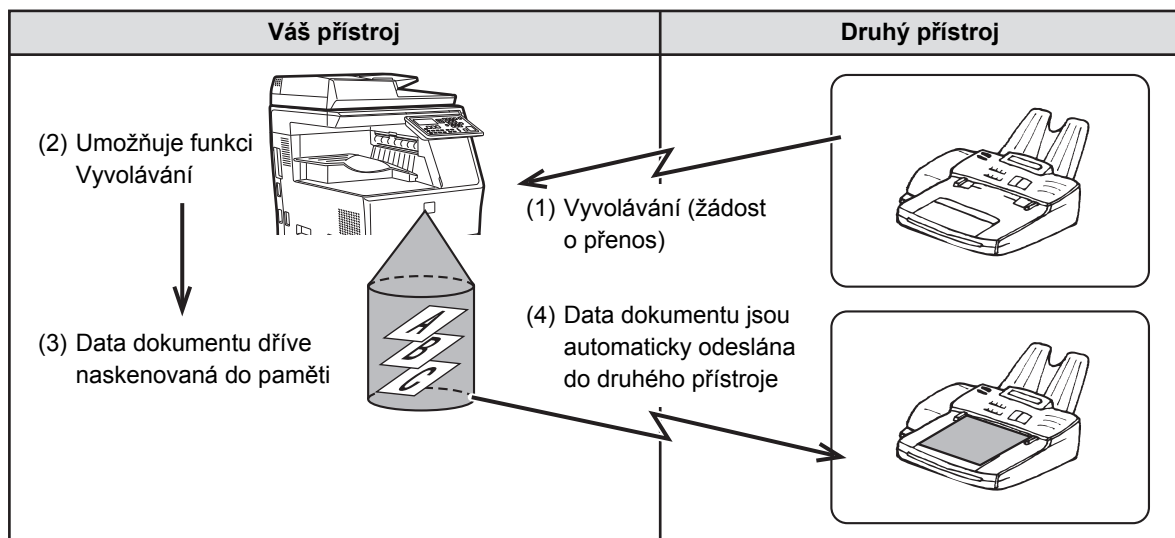 Váš přístroj
Druhý přístroj
(2) Umožňuje funkci
Vyvolávání
(1) Vyvolávání (žádost
o přenos)
(3) Data dokumentu dříve
naskenovaná do paměti
(4) Data dokumentu jsou
automaticky odeslána
do druhého přístroje
A
B
C